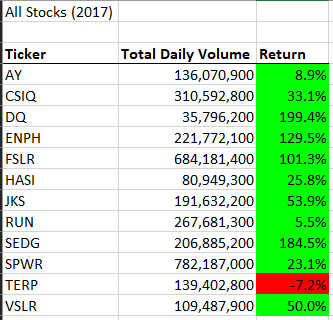 All Stocks (2017)
Ticker Total Daily Volume Return
AY 136,070,900 8.9%
CSIQ 310,592,800 33.1%
DQ 35,796,200 199.4%
ENPH 221,772,100 129.5%
FSLR 684,181,400 101.3%
HASI 80,949,300 25.8%
JKS 191,632,200 53.9%
RUN 267,681,300 5.5%
SEDG 206,885,200 184.5%
SPWR 782,187,000 23.1%
TERP 139,402,800 -7.2%
VSLR 109,487,900 50.0%